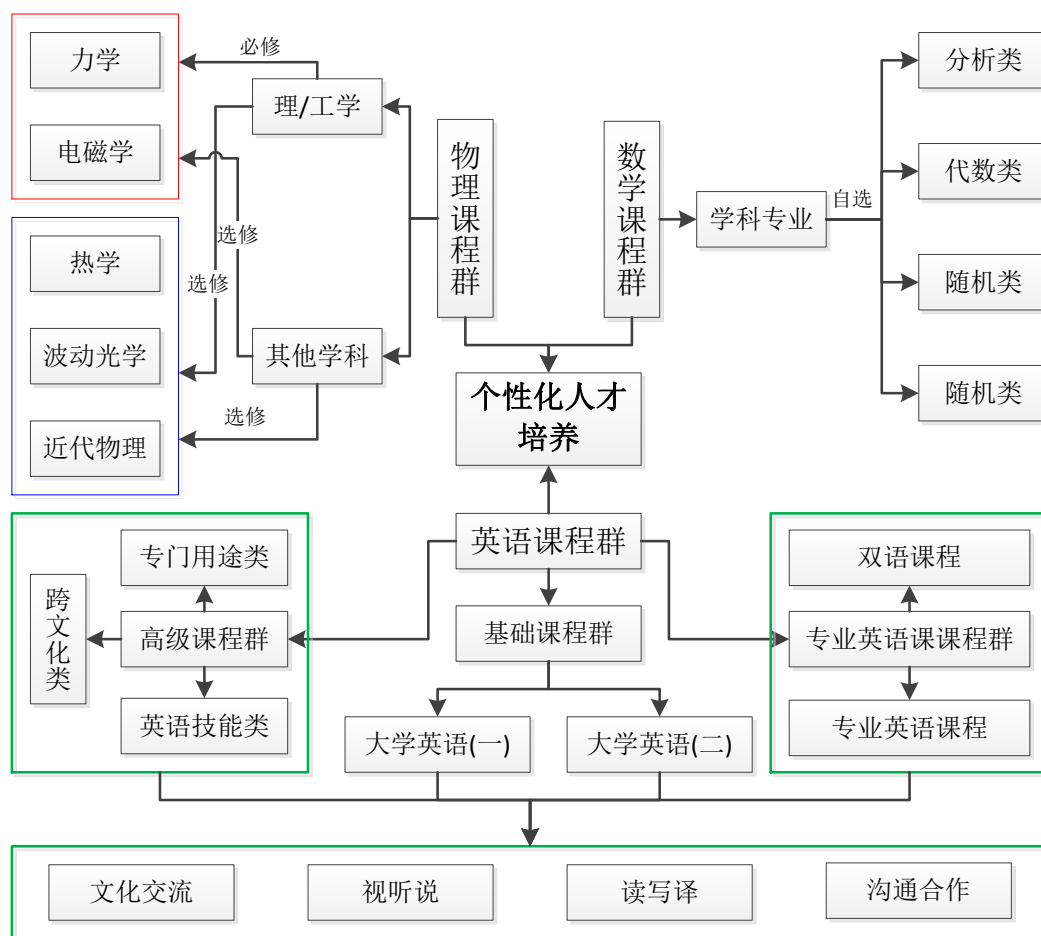 力学
必修
理/工学
电磁学
选修
选修
热学
波动光学
近代物理
其他学科
选修
物理课程群
数学课程群
学科专业
自选
分析类
代数类
随机类
随机类
个性化人才
培养
英语课程群
基础课程群
大学英语(一)
大学英语(二)
专门用途类
跨文化类
高级课程群
英语技能类
双语课程
专业英语课课程群
专业英语课程
文化交流
视听说
读写译
沟通合作